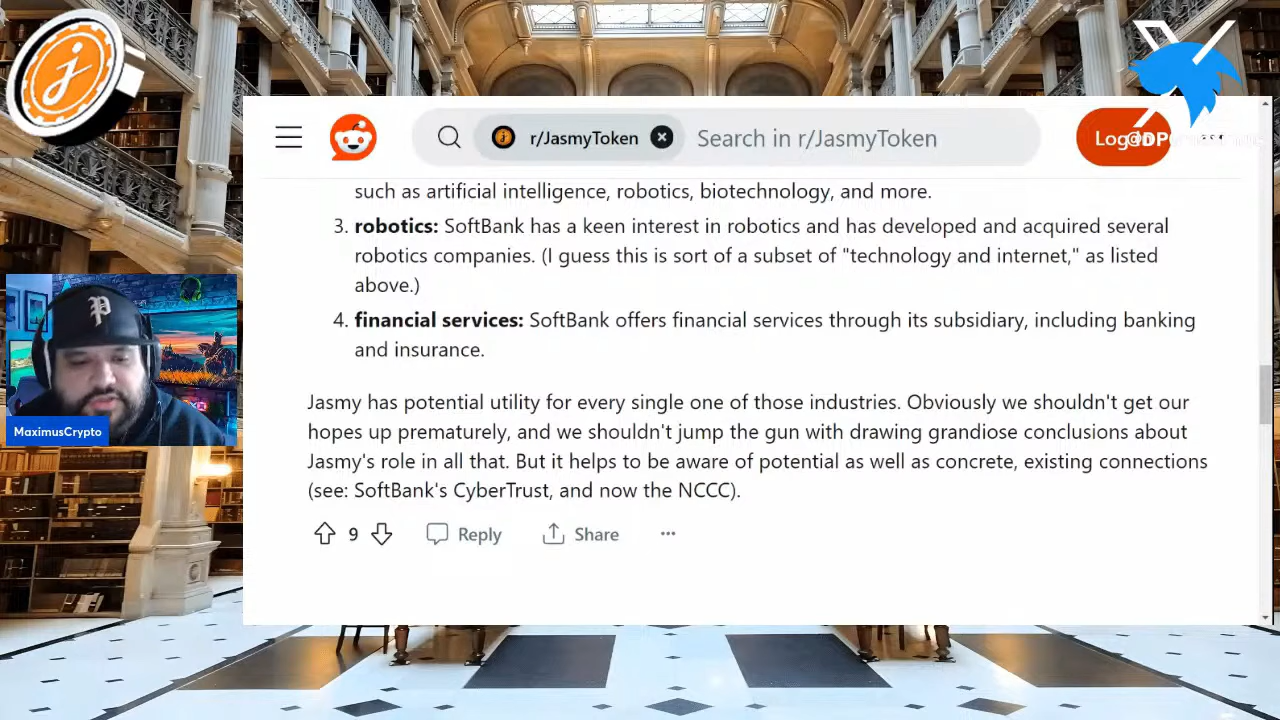 r/JasmyToken
Search in r/JasmyToken
Log
@DP
such as artificial intelligence, robotics, biotechnology, and more.
3. robotics: SoftBank has a keen interest in robotics and has developed and acquired several
robotics companies. (I guess this is sort of a subset of "technology and internet," as listed
above.)
4. financial services: SoftBank offers financial services through its subsidiary, including banking
and insurance.
Jasmy has potential utility for every single one of those industries. Obviously we shouldn't get our
hopes up prematurely, and we shouldn't jump the gun with drawing grandiose conclusions about
Jasmy's role in all that. But it helps to be aware of potential as well as concrete, existing connections
(see: SoftBank's CyberTrust, and now the NCCC).
9 Reply Share
P
MaximusCrypto